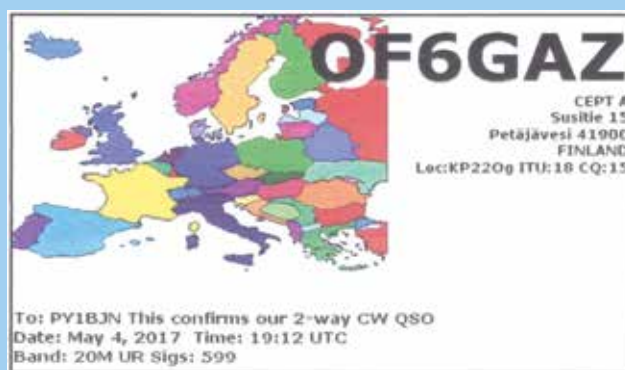 OF6GAZ
CEPT A
Susitie 15
Petäjävesi 41900
FINLAND
Loc:KP22Og ITU:18 CQ:15
To: PY1BJN This confirms our 2-way CW QSO
Date: May 4, 2017 Time: 19:12 UTC
Band: 20M UR Sigs: 599